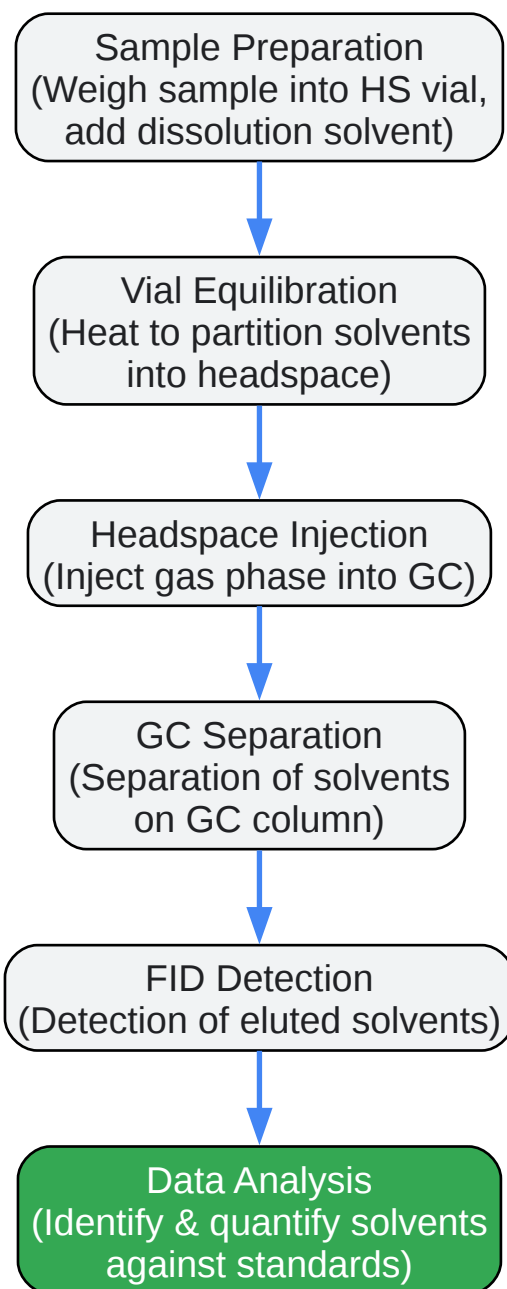 Sample Preparation
(Weigh sample into HS vial,
add dissolution solvent)
Vial Equilibration
(Heat to partition solvents
into headspace)
Headspace Injection
(Inject gas phase into GC)
GC Separation
(Separation of solvents
on GC column)
FID Detection
(Detection of eluted solvents)
Data Analysis
(Identify & quantify solvents
against standards)